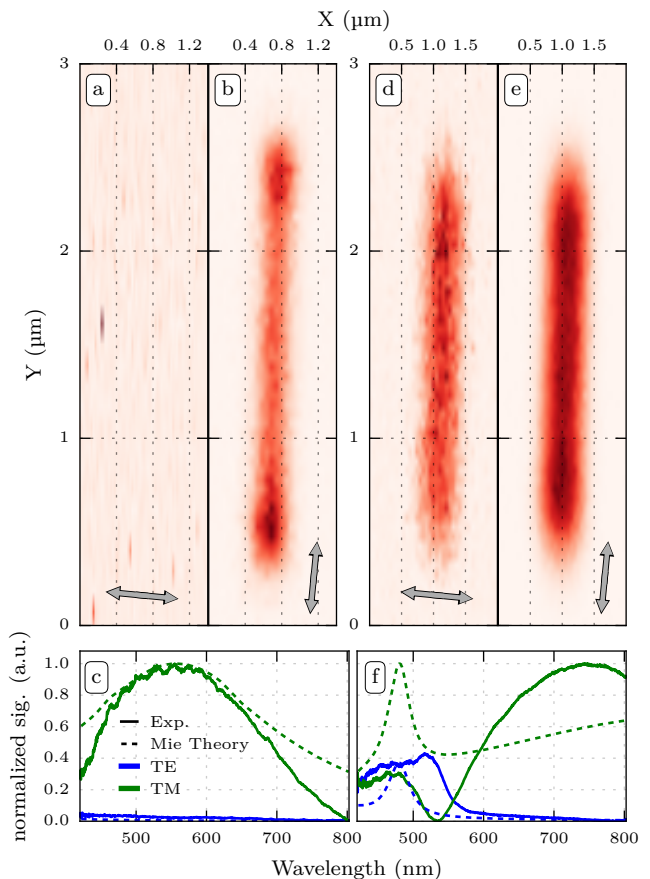 X (µm)
0.4 0.8 1.2 0.4 0.8 1.2 0.5 1.0 1.5 0.5 1.0 1.5
3
a b d e
2
Y (µm)
1
0
normalized sig. (a.u.)
1.0 c f
0.8
0.6 Exp.
Mie Theory
0.4 TE
0.2 TM
0.0
500 600 700 800 500 600 700 800
Wavelength (nm)